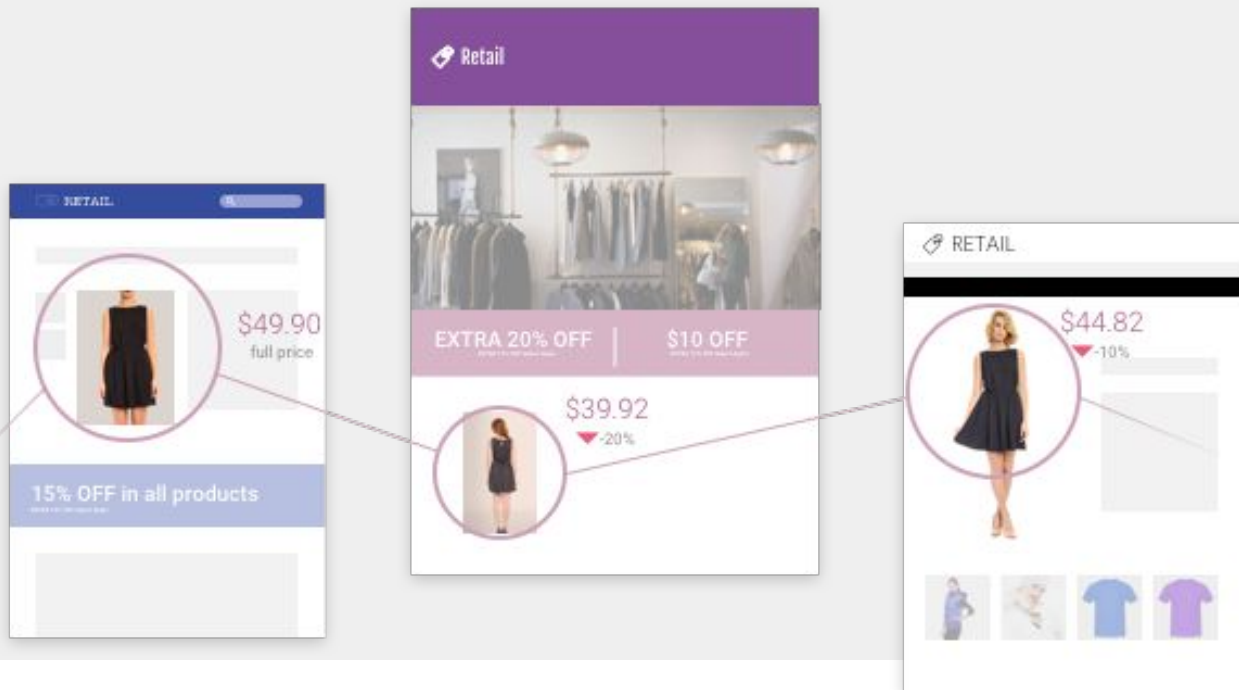 RETAIL
$49.90
full price
15% OFF in all products
Retail
EXTRA 20% OFF
$10 OFF
$39.92
-20%
RETAIL
$44.82
-10%